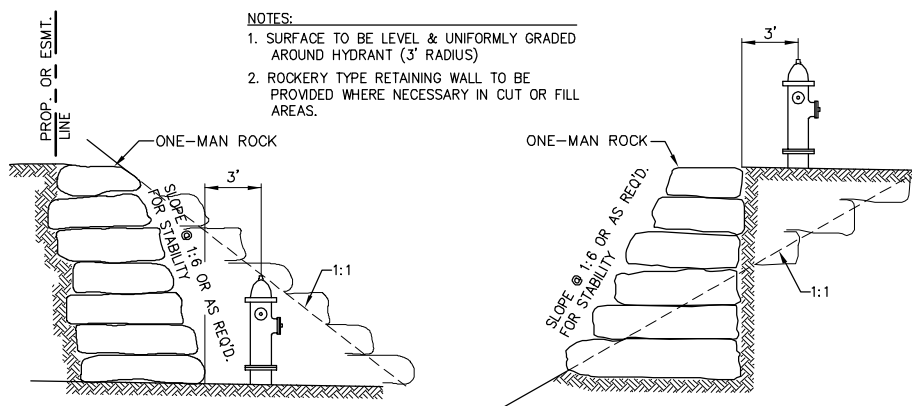 NOTES:
1. SURFACE TO BE LEVEL & UNIFORMLY GRADED
AROUND HYDRANT (3' RADIUS)
2. ROCKERY TYPE RETAINING WALL TO BE
PROVIDED WHERE NECESSARY IN CUT OR FILL
AREAS.
PROP. OR ESMT.
LINE
ONE-MAN ROCK
3'
SLOPE @ 1:6 OR AS REQ'D.
FOR STABILITY
1:1
3'
ONE-MAN ROCK
SLOPE @ 1:6 OR AS REQ'D.
FOR STABILITY
1:1